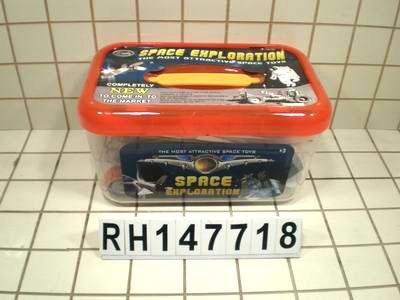 SPACE EXPLORATION
THE MOST ATTRACTIVE SPACE TOYS
COMPLETELY
NEW
TO COME IN TO
THE MARKET
THE MOST ATTRACTIVE SPACE TOYS
+3
SPACE
EXPLORATION
RH147718